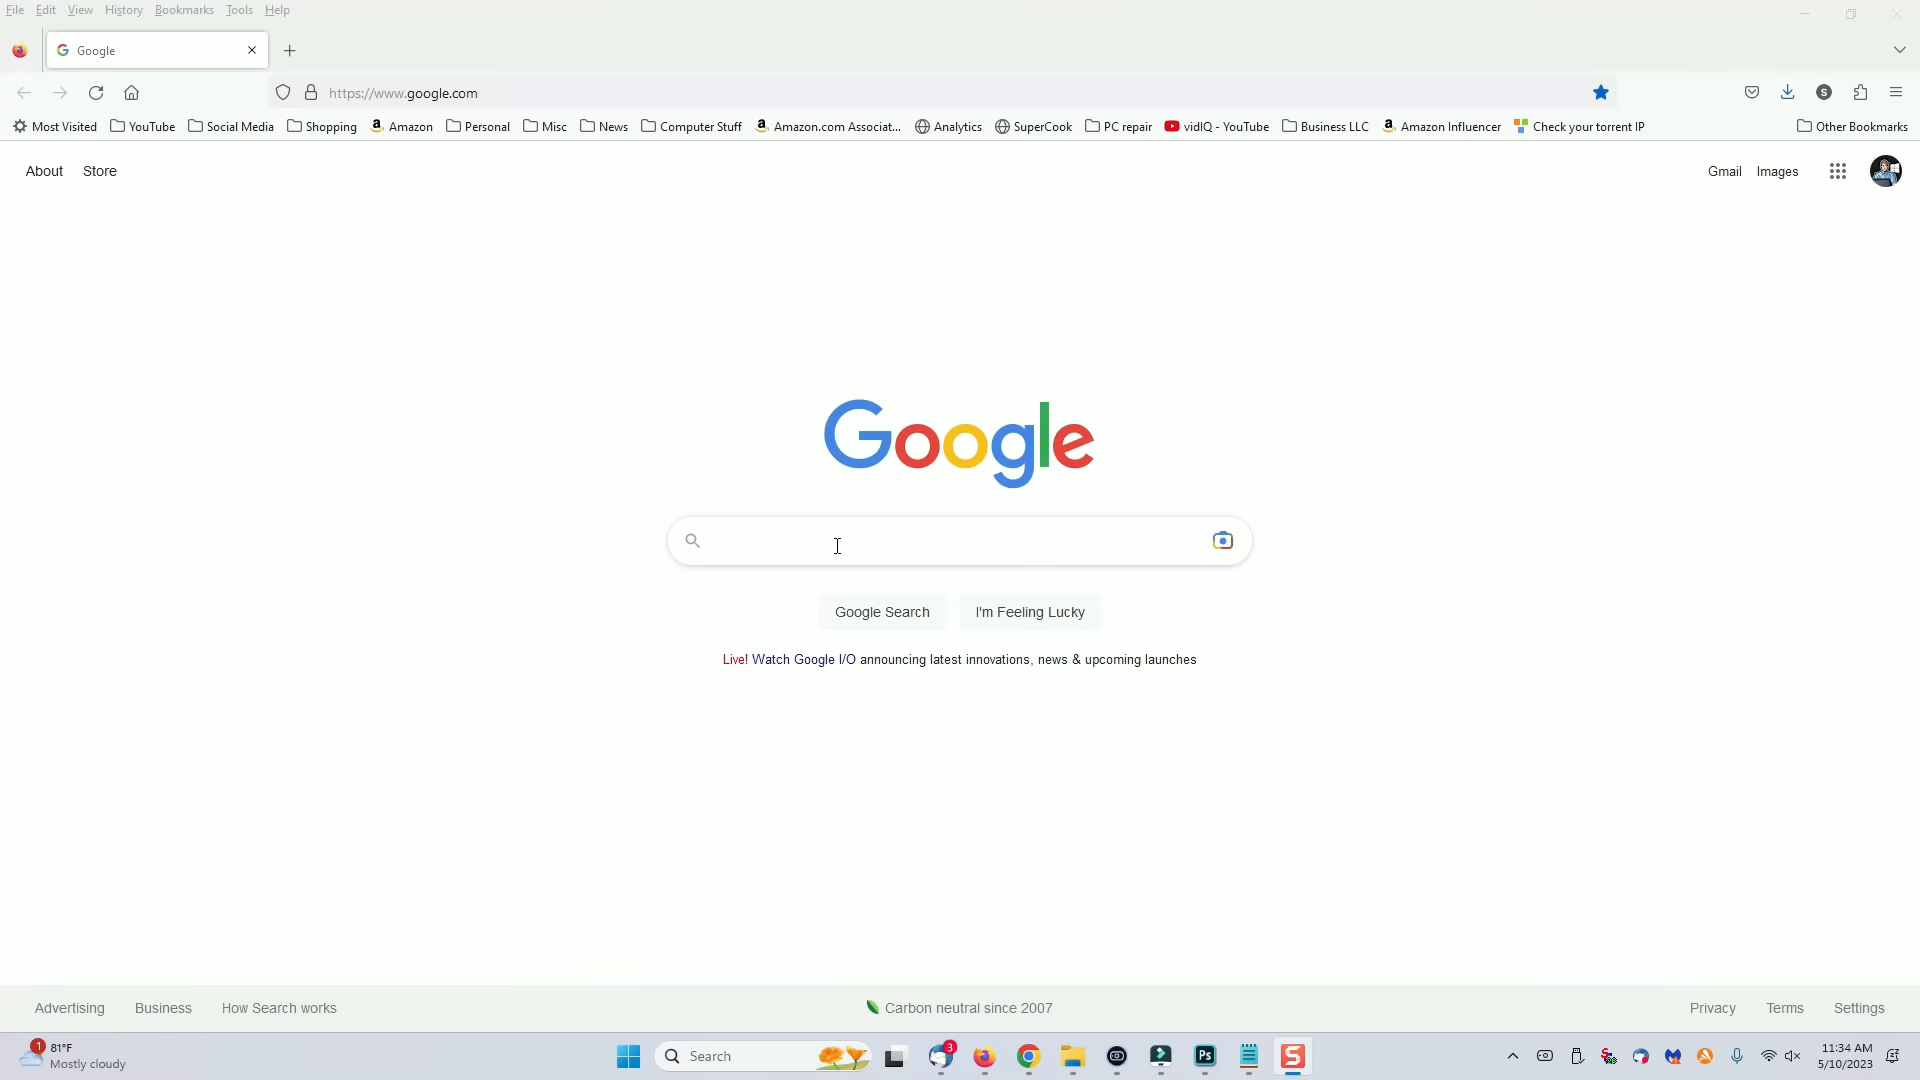 File Edit View History Bookmarks Tools Help
Google
https://www.google.com
Most Visited YouTube Social Media Shopping Amazon Personal Misc News Computer Stuff Amazon.com Associat... Analytics SuperCook PC repair vidIQ - YouTube Business LLC Amazon Influencer Check your torrent IP Other Bookmarks
About Store Gmail Images
Google
Google Search I'm Feeling Lucky
Live! Watch Google I/O announcing latest innovations, news & upcoming launches
Advertising Business How Search works Carbon neutral since 2007 Privacy Terms Settings
1 81°F
Mostly cloudy
Search
3
Ps
S
11:34 AM
5/10/2023